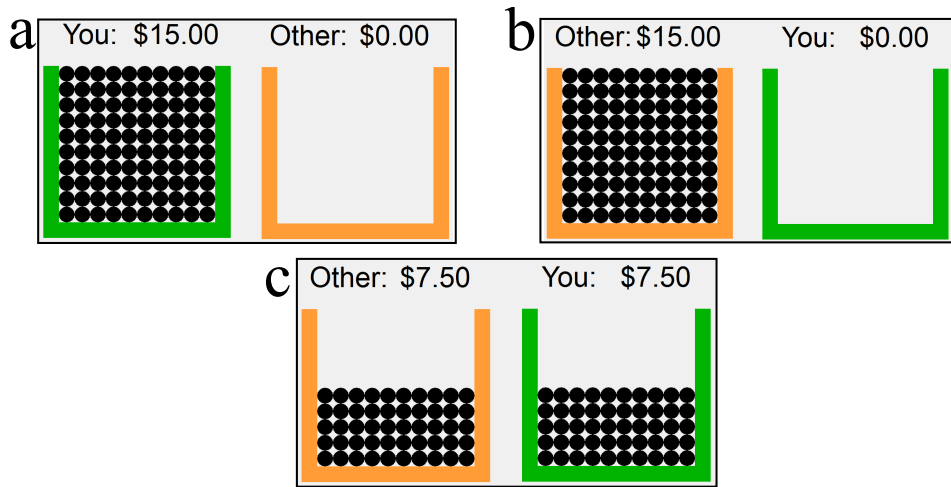 a
You: $15.00 Other: $0.00
b
Other: $15.00 You: $0.00
c
Other: $7.50 You: $7.50